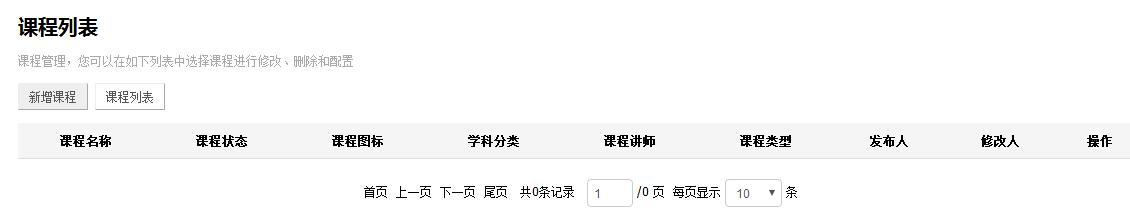 课程列表
课程管理，您可以在如下列表中选择课程进行修改、删除和配置
新增课程 课程列表
课程名称 课程状态 课程图标 学科分类 课程讲师 课程类型 发布人 修改人 操作
首页 上一页 下一页 尾页 共0条记录 1 /0 页 每页显示 10 条